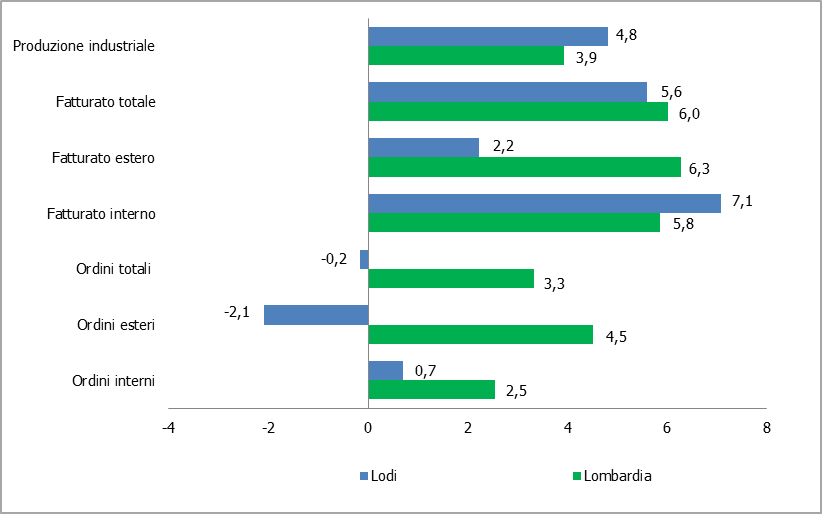 Produzione industriale
4,8
3,9
Fatturato totale
5,6
6,0
Fatturato estero
2,2
6,3
Fatturato interno
7,1
5,8
Ordini totali
-0,2
3,3
Ordini esteri
-2,1
4,5
Ordini interni
0,7
2,5
-4 -2 0 2 4 6 8
Lodi Lombardia